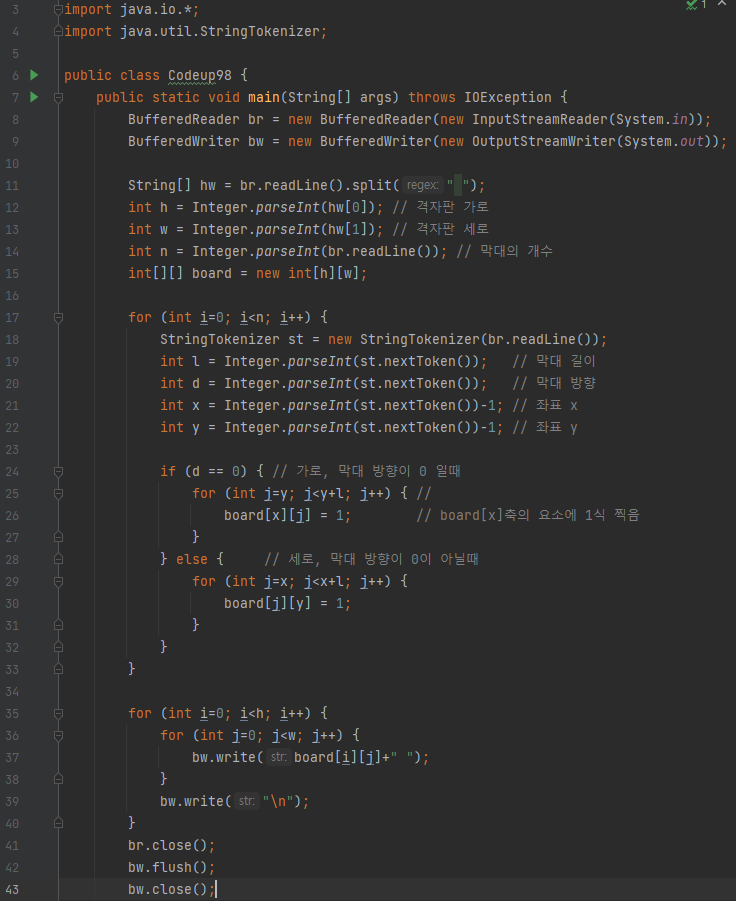 3 import java.io.*;
4 import java.util.StringTokenizer;
5
6 public class Codeup98 {
7     public static void main(String[] args) throws IOException {
8         BufferedReader br = new BufferedReader(new InputStreamReader(System.in));
9         BufferedWriter bw = new BufferedWriter(new OutputStreamWriter(System.out));
10
11         String[] hw = br.readLine().split( regex: " ");
12         int h = Integer.parseInt(hw[0]); // 격자판 가로
13         int w = Integer.parseInt(hw[1]); // 격자판 세로
14         int n = Integer.parseInt(br.readLine()); // 막대의 개수
15         int[][] board = new int[h][w];
16
17         for (int i=0; i<n; i++) {
18             StringTokenizer st = new StringTokenizer(br.readLine());
19             int l = Integer.parseInt(st.nextToken());   // 막대 길이
20             int d = Integer.parseInt(st.nextToken());   // 막대 방향
21             int x = Integer.parseInt(st.nextToken())-1; // 좌표 x
22             int y = Integer.parseInt(st.nextToken())-1; // 좌표 y
23
24             if (d == 0) { // 가로, 막대 방향이 0 일때
25                 for (int j=y; j<y+l; j++) { //
26                     board[x][j] = 1;        // board[x]축의 요소에 1식 찍음
27                 }
28             } else {     // 세로, 막대 방향이 0이 아닐때
29                 for (int j=x; j<x+l; j++) {
30                     board[j][y] = 1;
31                 }
32             }
33         }
34
35         for (int i=0; i<h; i++) {
36             for (int j=0; j<w; j++) {
37                 bw.write( str: board[i][j]+" ");
38             }
39             bw.write( str: "\n");
40         }
41         br.close();
42         bw.flush();
43         bw.close();
1